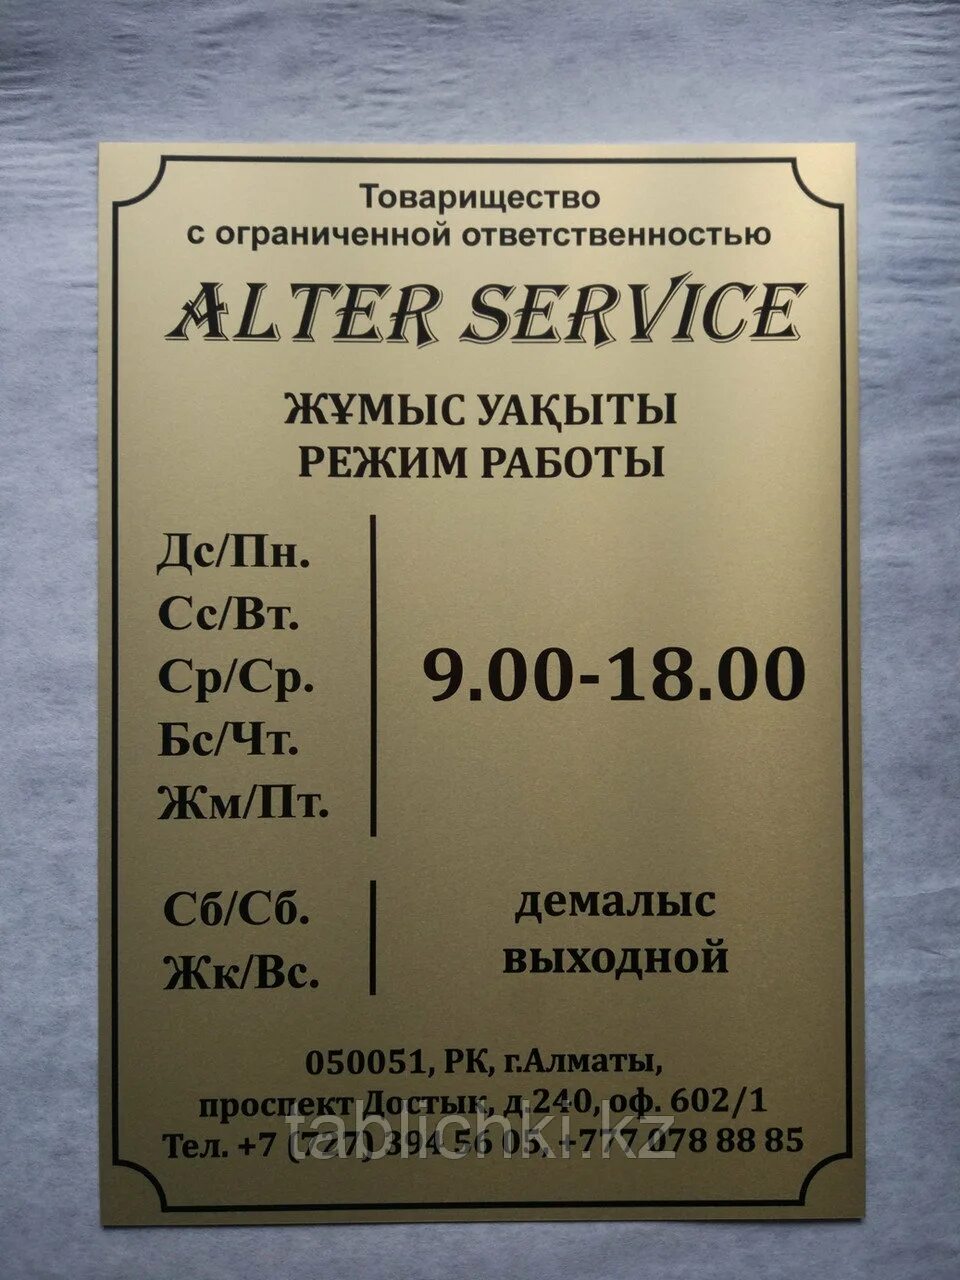 Товарищество
с ограниченной ответственностью
ALTER SERVICE
ЖҰМЫС УАҚЫТЫ
РЕЖИМ РАБОТЫ
Дс/Пн.
Сс/Вт.
Ср/Ср.
Бс/Чт.
Жм/Пт.
9.00-18.00
Сб/Сб.
Жк/Вс.
демалыс
выходной
050051, РК, г.Алматы,
проспект Достык, д.240, оф. 602/1
Тел. +7 (727) 394 56 05, +777 078 88 85
tablichki.kz